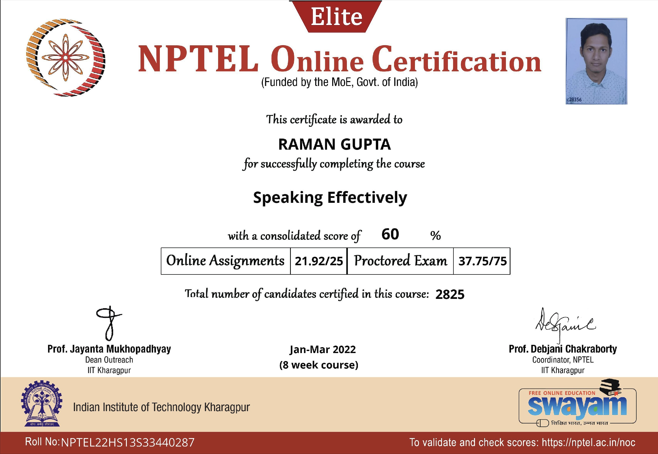 Elite
NPTEL Online Certification
(Funded by the MoE, Govt. of India)
This certificate is awarded to
RAMAN GUPTA
for successfully completing the course
Speaking Effectively
with a consolidated score of 60 %
Online Assignments 21.92/25 Proctored Exam 37.75/75
Total number of candidates certified in this course: 2825
Prof. Jayanta Mukhopadhyay
Dean Outreach
IIT Kharagpur
Jan-Mar 2022
(8 week course)
Prof. Debjani Chakraborty
Coordinator, NPTEL
IIT Kharagpur
Indian Institute of Technology Kharagpur
FREE ONLINE EDUCATION
swayam
शिक्षित भारत, उन्नत भारत
Roll No: NPTEL22HS13S33440287
To validate and check scores: https://nptel.ac.in/noc